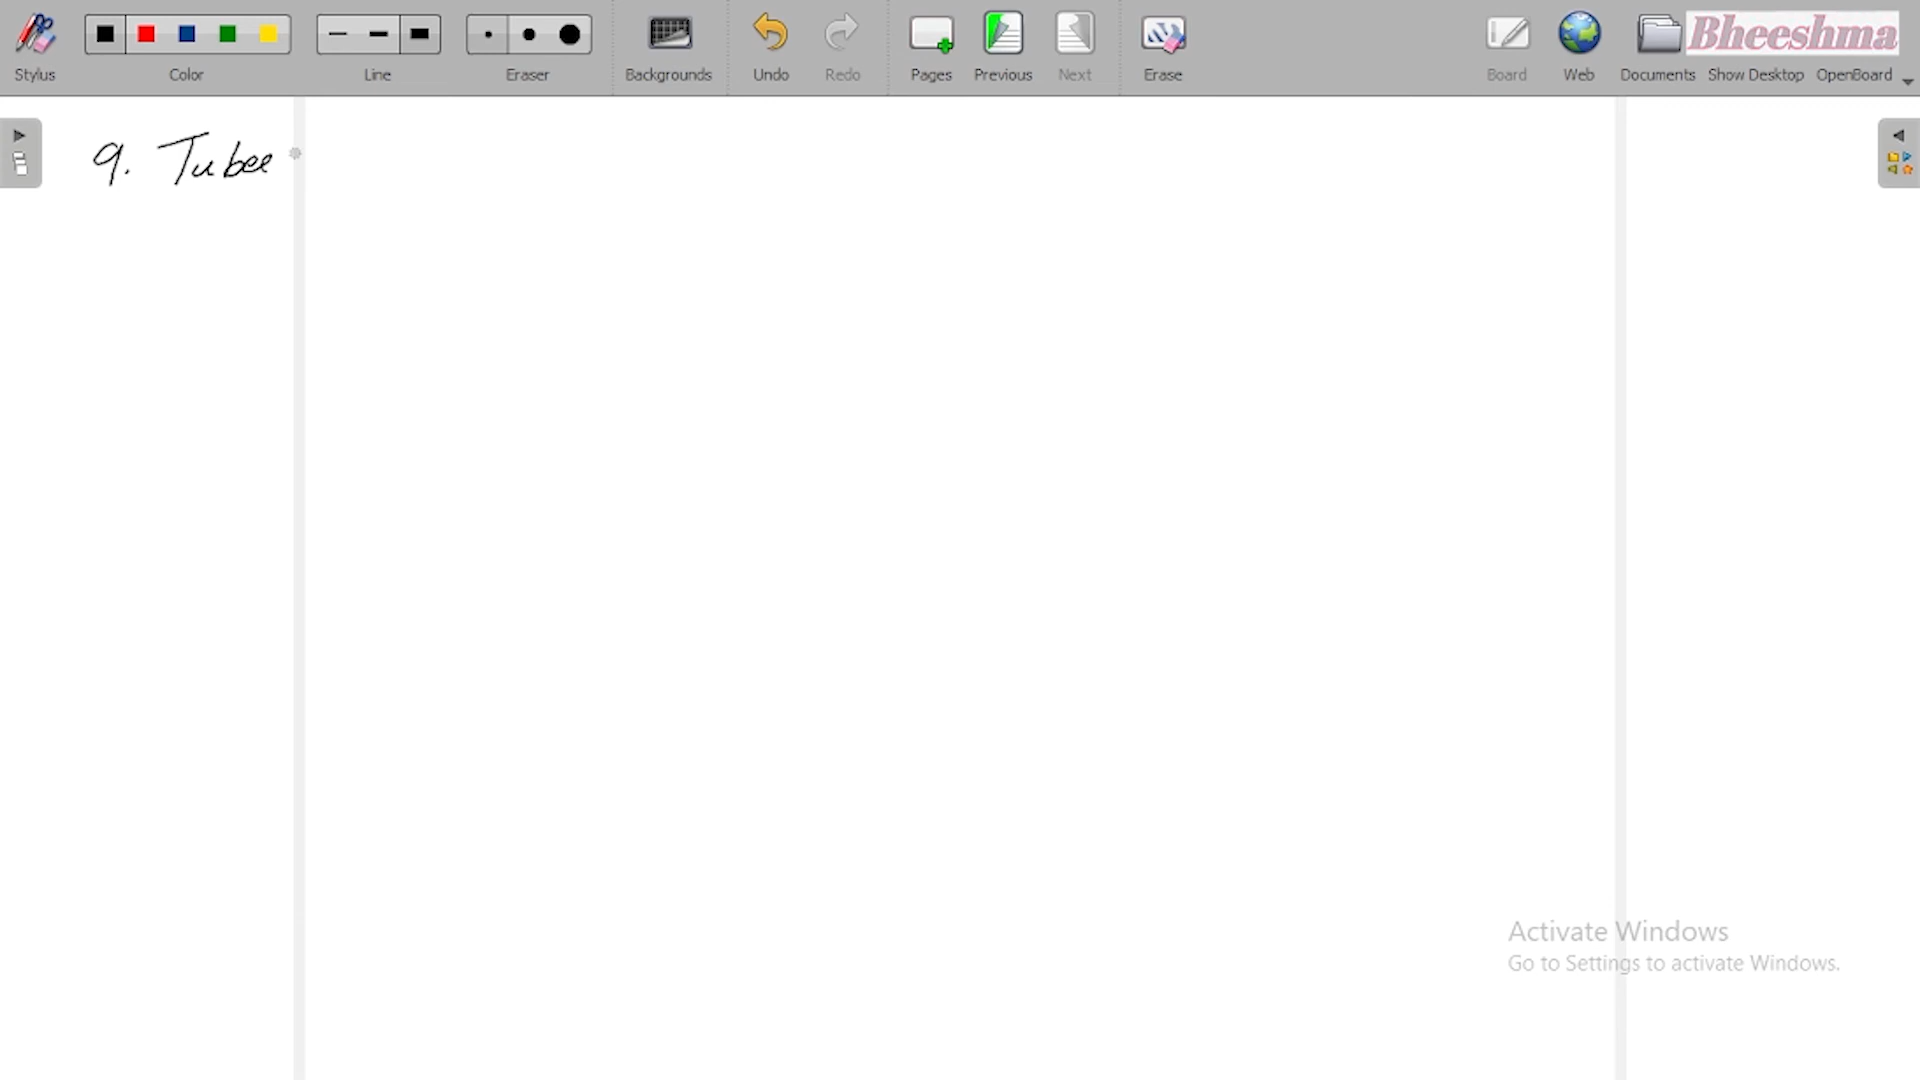 Stylus Color Line Eraser Backgrounds Undo Redo Pages Previous Next Erase Board Web Documents Show Desktop OpenBoard
Bheeshma
9. Tubee
Activate Windows
Go to Settings to activate Windows.